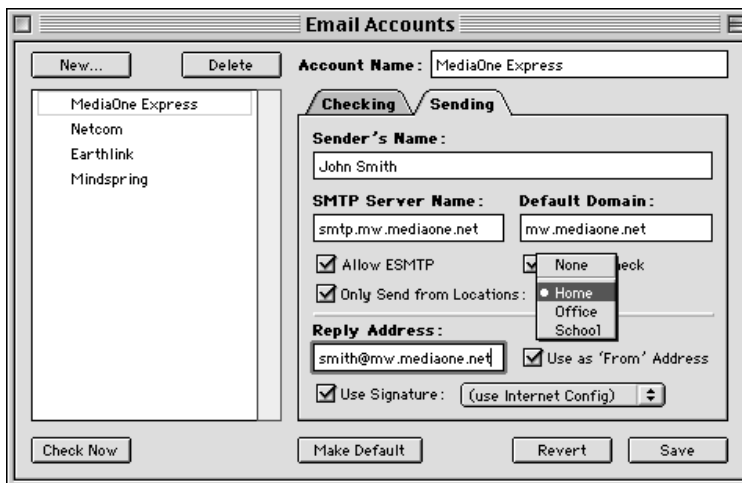 Email Accounts
New... Delete Account Name: MediaOne Express
MediaOne Express
Netcom
Earthlink
Mindspring
Checking Sending
Sender's Name:
John Smith
SMTP Server Name: Default Domain:
smtp.mw.mediaone.net mw.mediaone.net
Allow ESMTP
None
Only Send from Locations: Home
Office
School
Reply Address:
smith@mw.mediaone.net Use as 'From' Address
Use Signature: (use Internet Config)
Check Now Make Default Revert Save